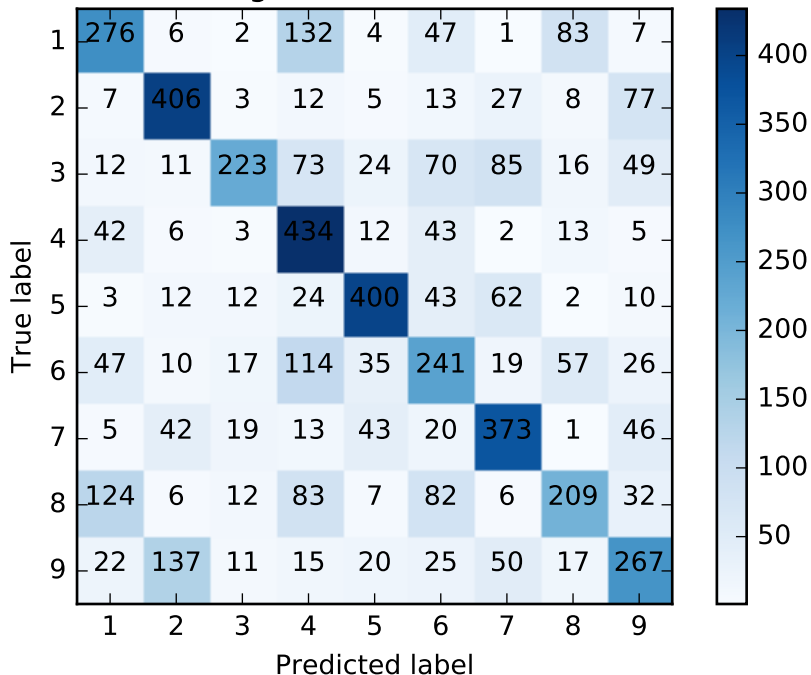 1 276 6 2 132 4 47 1 83 7
2 7 406 3 12 5 13 27 8 77
3 12 11 223 73 24 70 85 16 49
4 42 6 3 434 12 43 2 13 5
5 3 12 12 24 400 43 62 2 10
6 47 10 17 114 35 241 19 57 26
7 5 42 19 13 43 20 373 1 46
8 124 6 12 83 7 82 6 209 32
9 22 137 11 15 20 25 50 17 267
1 2 3 4 5 6 7 8 9
Predicted label
True label
400
350
300
250
200
150
100
50